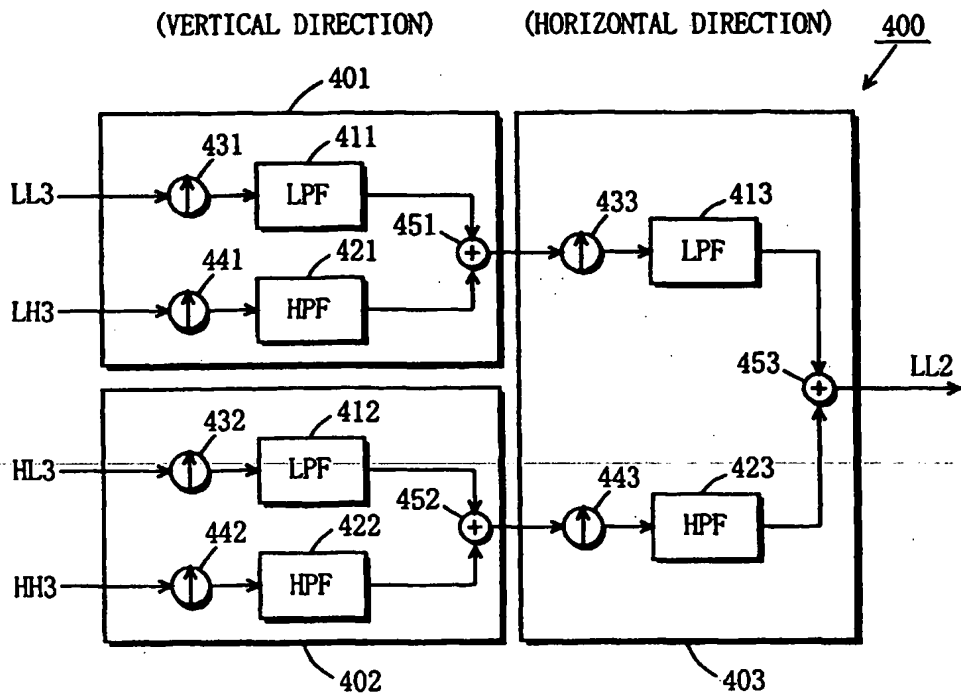 (VERTICAL DIRECTION) (HORIZONTAL DIRECTION) 400
401
431 411
LL3 LPF
451 433 413
441 421
LPF
LH3 HPF
453 LL2
432 412
HL3 LPF
452 443 423
442 422
HPF
HH3 HPF
402 403